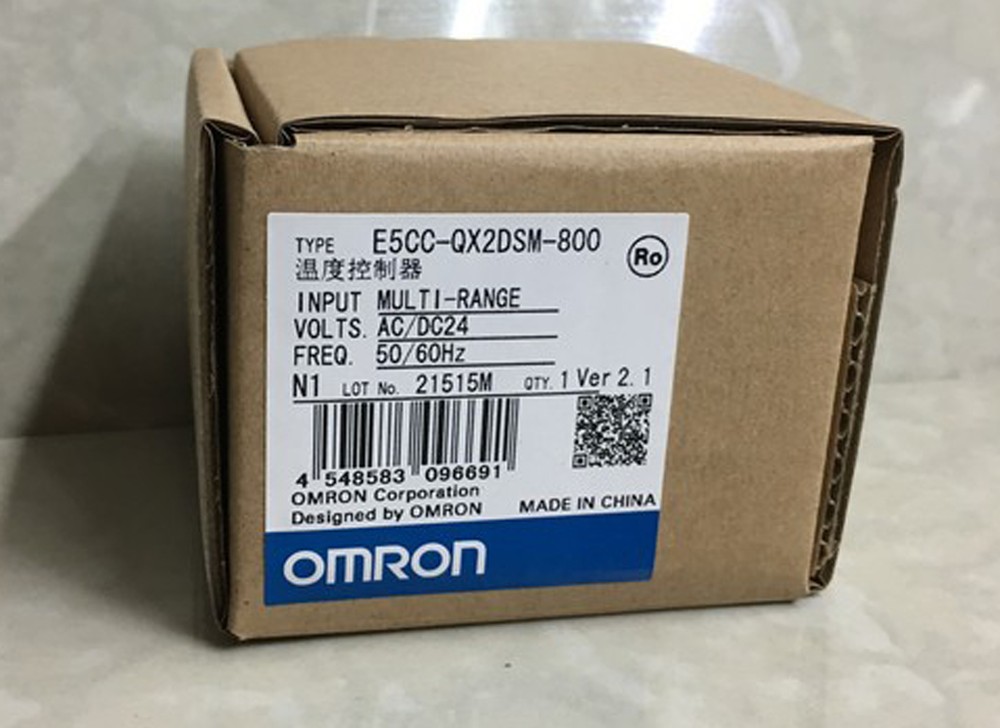 TYPE E5CC-QX2DSM-800
Ro
温度控制器
INPUT MULTI-RANGE
VOLTS. AC/DC24
FREQ. 50/60Hz
N1 LOT No. 21515M QTY. 1 Ver 2.1
4 548583 096691
OMRON Corporation
Designed by OMRON MADE IN CHINA
OMRON